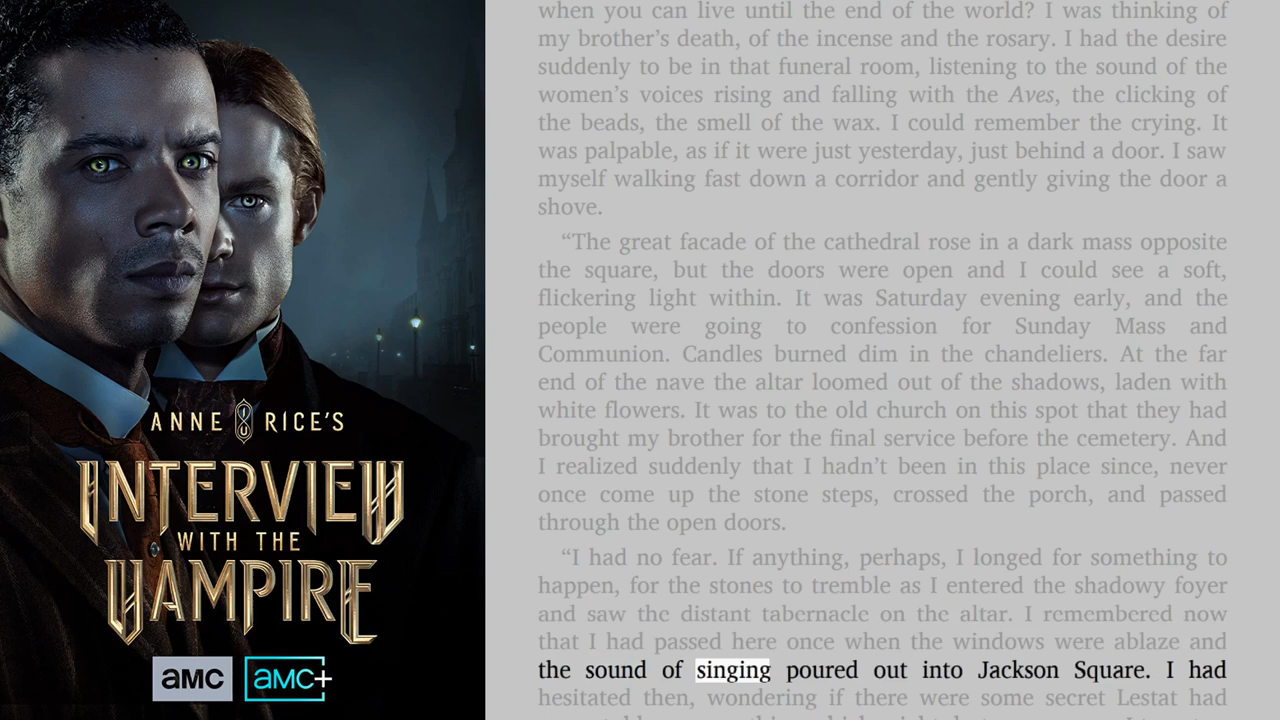 ANNE RICE'S
INTERVIEW
WITH THE
VAMPIRE
amc
amc+
when you can live until the end of the world? I was thinking of
my brother’s death, of the incense and the rosary. I had the desire
suddenly to be in that funeral room, listening to the sound of the
women’s voices rising and falling with the Aves, the clicking of
the beads, the smell of the wax. I could remember the crying. It
was palpable, as if it were just yesterday, just behind a door. I saw
myself walking fast down a corridor and gently giving the door a
shove.
“The great facade of the cathedral rose in a dark mass opposite
the square, but the doors were open and I could see a soft,
flickering light within. It was Saturday evening early, and the
people were going to confession for Sunday Mass and
Communion. Candles burned dim in the chandeliers. At the far
end of the nave the altar loomed out of the shadows, laden with
white flowers. It was to the old church on this spot that they had
brought my brother for the final service before the cemetery. And
I realized suddenly that I hadn’t been in this place since, never
once come up the stone steps, crossed the porch, and passed
through the open doors.
“I had no fear. If anything, perhaps, I longed for something to
happen, for the stones to tremble as I entered the shadowy foyer
and saw the distant tabernacle on the altar. I remembered now
that I had passed here once when the windows were ablaze and
the sound of singing poured out into Jackson Square. I had
hesitated then, wondering if there were some secret Lestat had